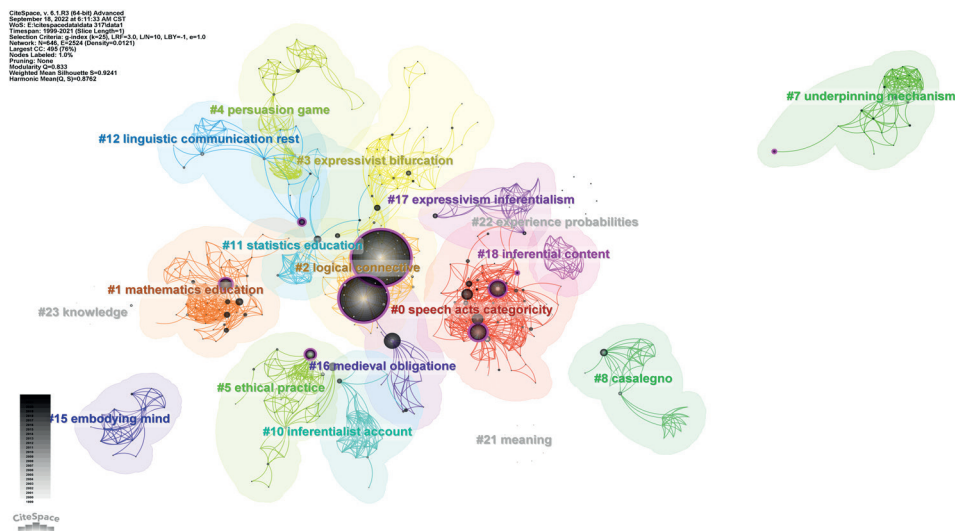 CiteSpace, v. 6.1.R3 (64-bit) Advanced
September 18, 2022 at 6:11:33 AM CST
WoS: E:\citespacedata\data 317\data1
Timespan: 1999-2021 (Slice Length=1)
Selection Criteria: g-index (k=25), LRF=3.0, L/N=10, LBY=-1, e=1.0
Network: N=646, E=2524 (Density=0.0121)
Largest CC: 495 (76%)
Nodes Labeled: 1.0%
Pruning: None
Modularity Q=0.833
Weighted Mean Silhouette S=0.9241
Harmonic Mean(Q, S)=0.8762
#7 underpinning mechanism
#4 persuasion game
#12 linguistic communication rest
#3 expressivist bifurcation
#17 expressivism inferentialism
#22 experience probabilities
#11 statistics education
#18 inferential content
#2 logical connective
#1 mathematics education
#23 knowledge
#0 speech acts categoricity
#16 medieval obligatione
#8 casalegno
#5 ethical practice
#15 embodying mind
#10 inferentialist account
#21 meaning
CiteSpace